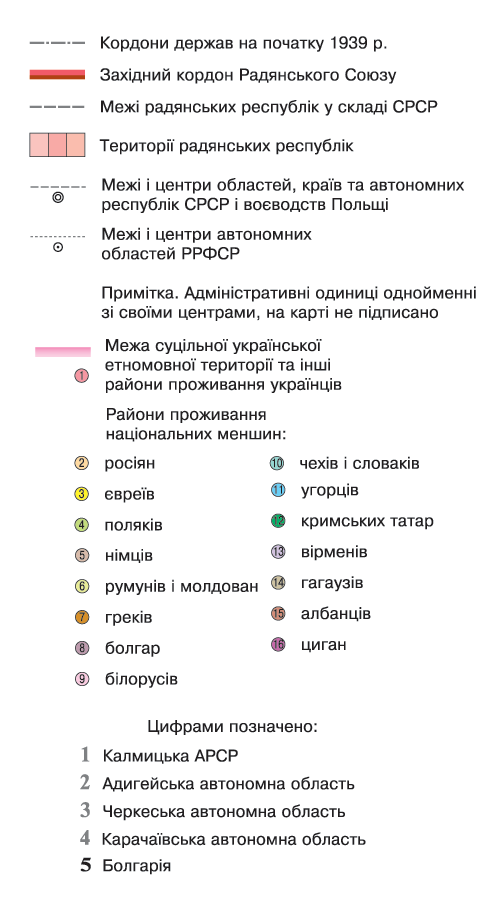 Кордони держав на початку 1939 р.
Західний кордон Радянського Союзу
Межі радянських республік у складі СРСР
Території радянських республік
Межі і центри областей, країв та автономних
республік СРСР і воєводств Польщі
Межі і центри автономних
областей РРФСР
Примітка. Адміністративні одиниці однойменні
зі своїми центрами, на карті не підписано
Межа суцільної української
етномовної території та інші
1 райони проживання українців
Райони проживання
національних меншин:
2 росіян
3 євреїв
4 поляків
5 німців
6 румунів і молдован
7 греків
8 болгар
9 білорусів
10 чехів і словаків
11 угорців
12 кримських татар
13 вірменів
14 гагаузів
15 албанців
16 циган
Цифрами позначено:
1 Калмицька АРСР
2 Адигейська автономна область
3 Черкеська автономна область
4 Карачаївська автономна область
5 Болгарія